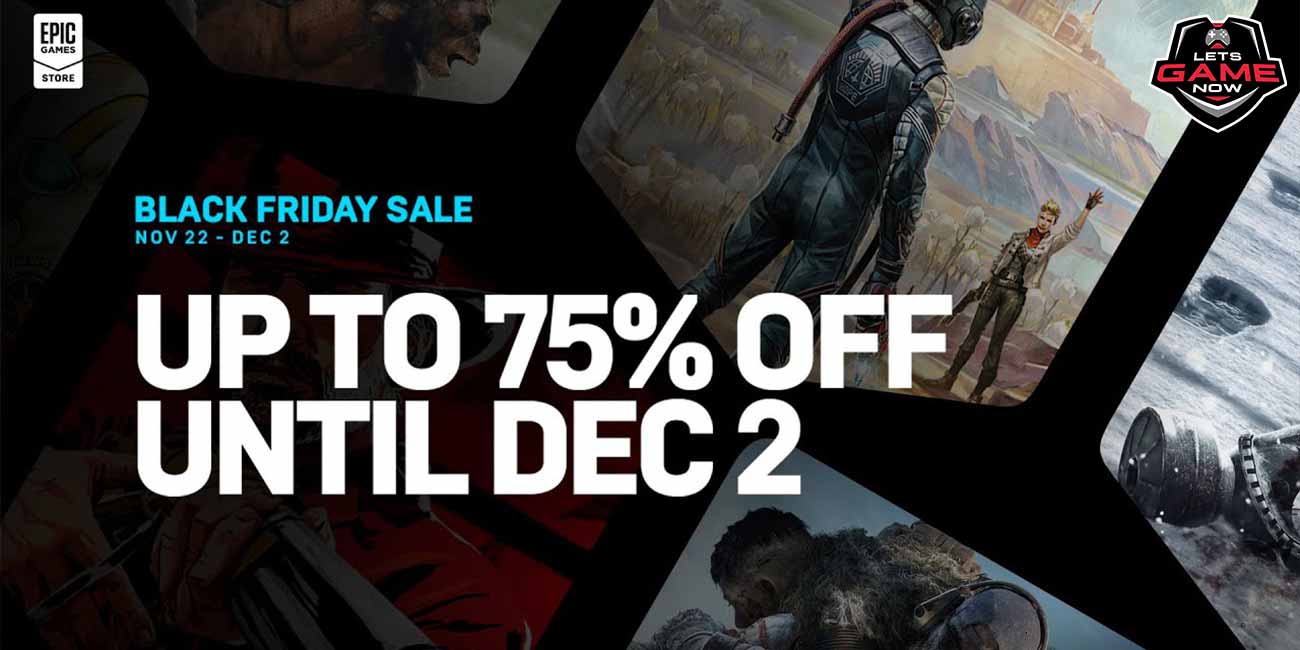 EPIC
GAMES
STORE
LETS
GAME
NOW
BLACK FRIDAY SALE
NOV 22 - DEC 2
UP TO 75% OFF
UNTIL DEC 2